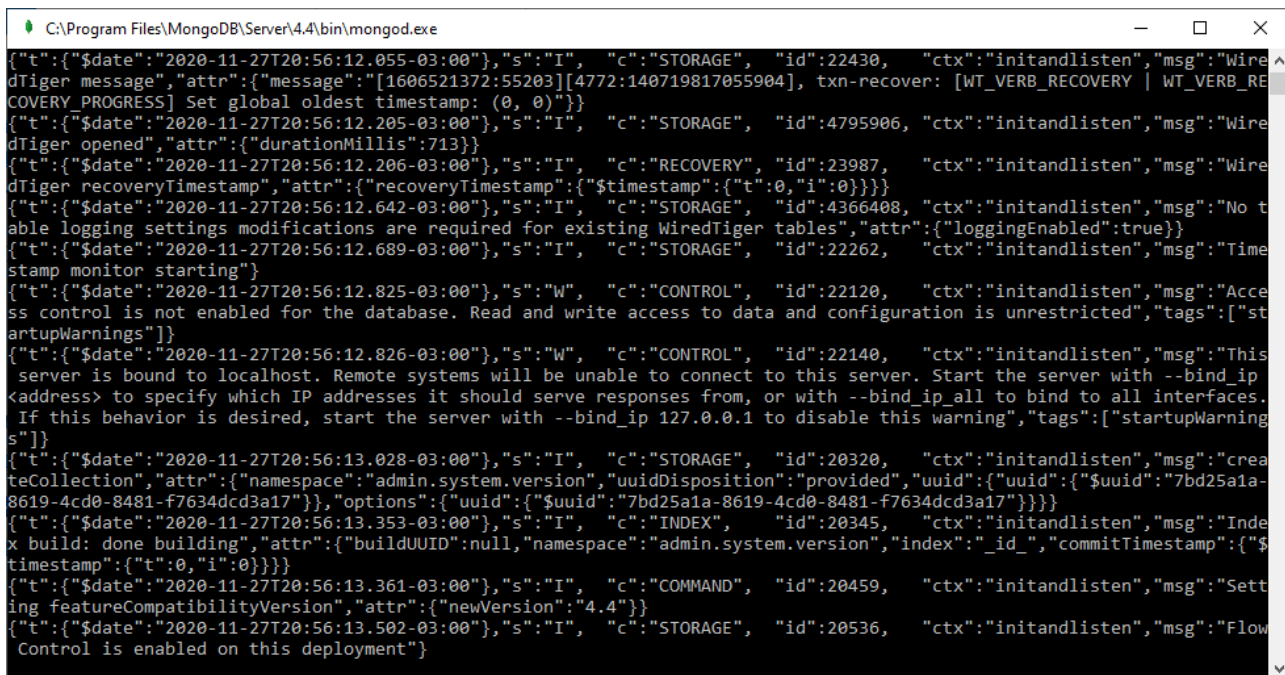 C:\Program Files\MongoDB\Server\4.4\bin\mongod.exe
{"t":{"$date":"2020-11-27T20:56:12.055-03:00"},"s":"I",  "c":"STORAGE",  "id":22430,   "ctx":"initandlisten","msg":"Wire
dTiger message","attr":{"message":"[1606521372:55203][4772:140719817055904], txn-recover: [WT_VERB_RECOVERY | WT_VERB_RE
COVERY_PROGRESS] Set global oldest timestamp: (0, 0)"}}
{"t":{"$date":"2020-11-27T20:56:12.205-03:00"},"s":"I",  "c":"STORAGE",  "id":4795906, "ctx":"initandlisten","msg":"Wire
dTiger opened","attr":{"durationMillis":713}}
{"t":{"$date":"2020-11-27T20:56:12.206-03:00"},"s":"I",  "c":"RECOVERY", "id":23987,   "ctx":"initandlisten","msg":"Wire
dTiger recoveryTimestamp","attr":{"recoveryTimestamp":{"$timestamp":{"t":0,"i":0}}}}
{"t":{"$date":"2020-11-27T20:56:12.642-03:00"},"s":"I",  "c":"STORAGE",  "id":4366408, "ctx":"initandlisten","msg":"No t
able logging settings modifications are required for existing WiredTiger tables","attr":{"loggingEnabled":true}}
{"t":{"$date":"2020-11-27T20:56:12.689-03:00"},"s":"I",  "c":"STORAGE",  "id":22262,   "ctx":"initandlisten","msg":"Time
stamp monitor starting"}
{"t":{"$date":"2020-11-27T20:56:12.825-03:00"},"s":"W",  "c":"CONTROL",  "id":22120,   "ctx":"initandlisten","msg":"Acce
ss control is not enabled for the database. Read and write access to data and configuration is unrestricted","tags":["st
artupWarnings"]}
{"t":{"$date":"2020-11-27T20:56:12.826-03:00"},"s":"W",  "c":"CONTROL",  "id":22140,   "ctx":"initandlisten","msg":"This
 server is bound to localhost. Remote systems will be unable to connect to this server. Start the server with --bind_ip
<address> to specify which IP addresses it should serve responses from, or with --bind_ip_all to bind to all interfaces.
 If this behavior is desired, start the server with --bind_ip 127.0.0.1 to disable this warning","tags":["startupWarning
s"]}
{"t":{"$date":"2020-11-27T20:56:13.028-03:00"},"s":"I",  "c":"STORAGE",  "id":20320,   "ctx":"initandlisten","msg":"crea
teCollection","attr":{"namespace":"admin.system.version","uuidDisposition":"provided","uuid":{"uuid":{"$uuid":"7bd25a1a-
8619-4cd0-8481-f7634dcd3a17"}},"options":{"uuid":{"$uuid":"7bd25a1a-8619-4cd0-8481-f7634dcd3a17"}}}}
{"t":{"$date":"2020-11-27T20:56:13.353-03:00"},"s":"I",  "c":"INDEX",    "id":20345,   "ctx":"initandlisten","msg":"Inde
x build: done building","attr":{"buildUUID":null,"namespace":"admin.system.version","index":"_id_","commitTimestamp":{"$
timestamp":{"t":0,"i":0}}}}
{"t":{"$date":"2020-11-27T20:56:13.361-03:00"},"s":"I",  "c":"COMMAND",  "id":20459,   "ctx":"initandlisten","msg":"Sett
ing featureCompatibilityVersion","attr":{"newVersion":"4.4"}}
{"t":{"$date":"2020-11-27T20:56:13.502-03:00"},"s":"I",  "c":"STORAGE",  "id":20536,   "ctx":"initandlisten","msg":"Flow
 Control is enabled on this deployment"}